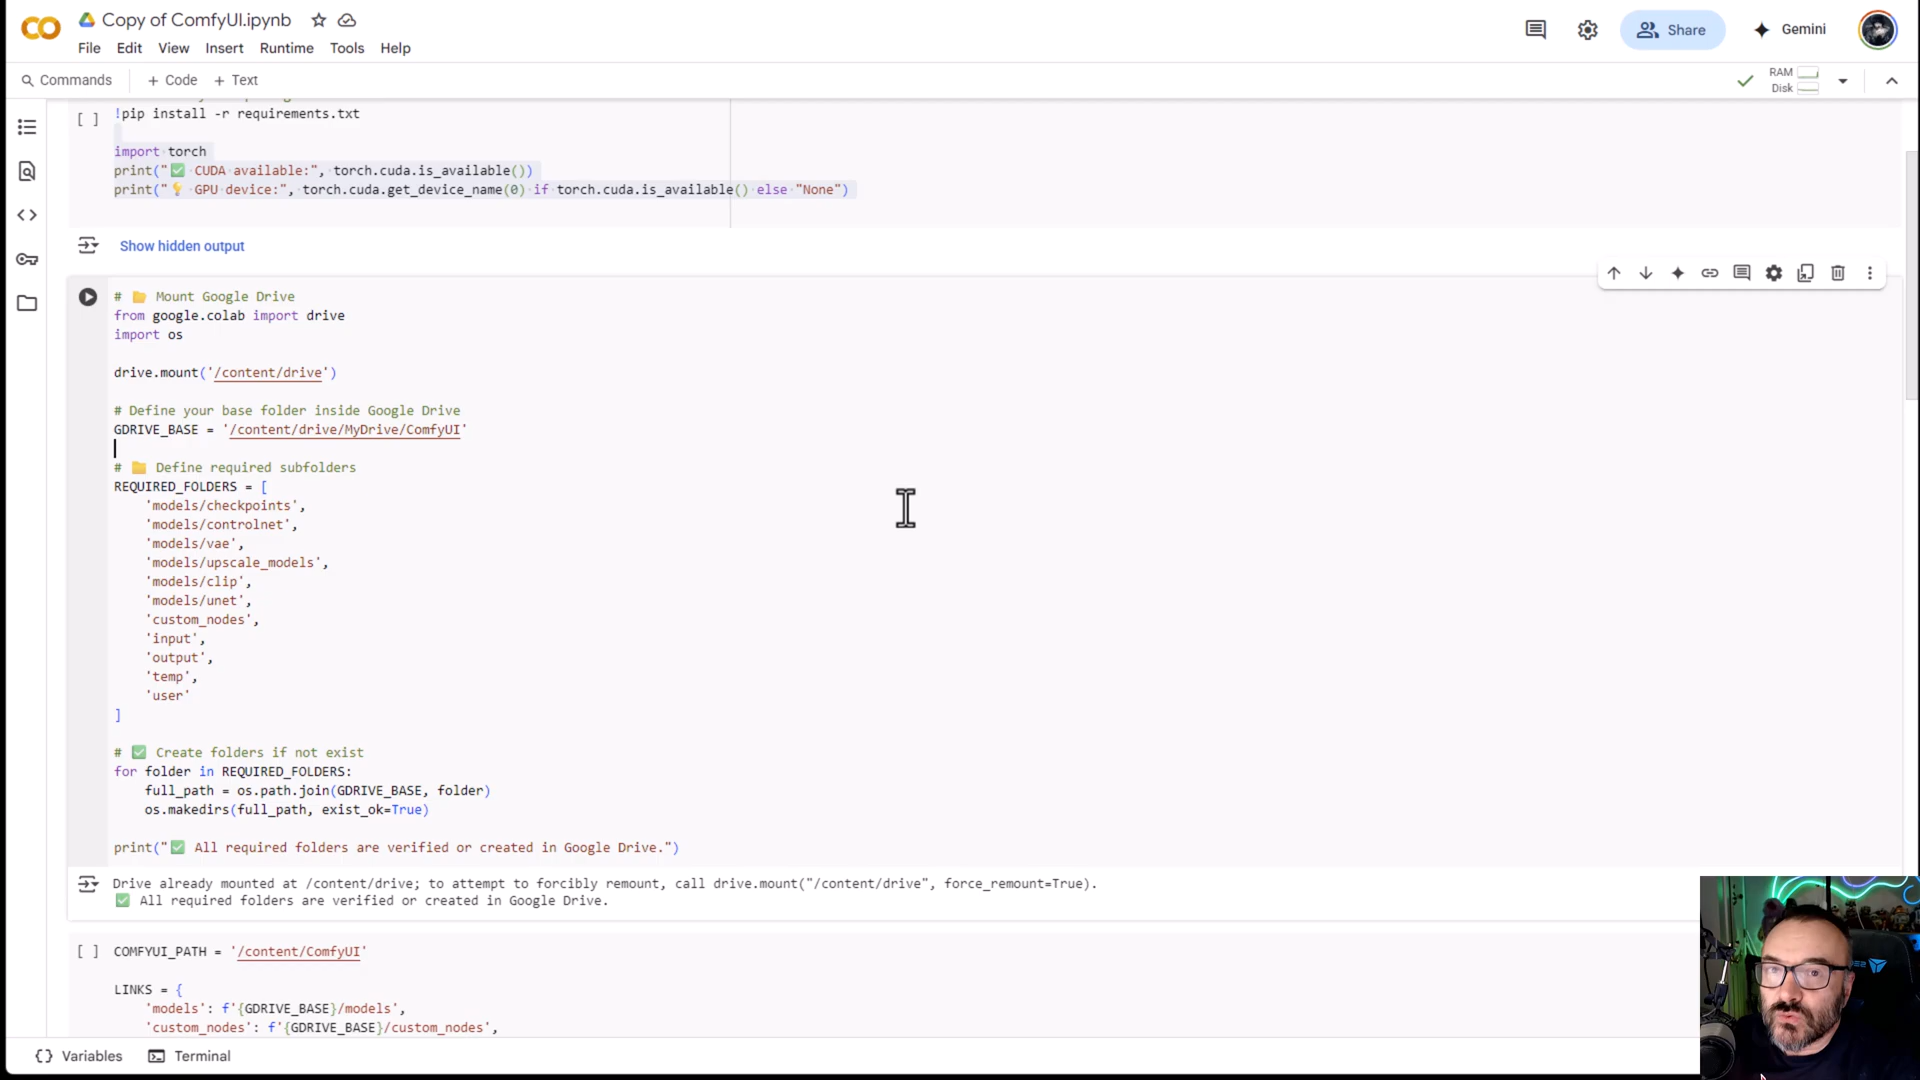 Copy of ComfyUI.ipynb
File Edit View Insert Runtime Tools Help
Share
Gemini
Commands + Code + Text
RAM
Disk
[ ] !pip install -r requirements.txt
import torch
print("✅ CUDA available:", torch.cuda.is_available())
print("💡 GPU device:", torch.cuda.get_device_name(0) if torch.cuda.is_available() else "None")
Show hidden output
# 📁 Mount Google Drive
from google.colab import drive
import os
drive.mount('/content/drive')
# Define your base folder inside Google Drive
GDRIVE_BASE = '/content/drive/MyDrive/ComfyUI'
# 📁 Define required subfolders
REQUIRED_FOLDERS = [
'models/checkpoints',
'models/controlnet',
'models/vae',
'models/upscale_models',
'models/clip',
'models/unet',
'custom_nodes',
'input',
'output',
'temp',
'user'
]
# ✅ Create folders if not exist
for folder in REQUIRED_FOLDERS:
full_path = os.path.join(GDRIVE_BASE, folder)
os.makedirs(full_path, exist_ok=True)
print("✅ All required folders are verified or created in Google Drive.")
Drive already mounted at /content/drive; to attempt to forcibly remount, call drive.mount("/content/drive", force_remount=True).
✅ All required folders are verified or created in Google Drive.
[ ] COMFYUI_PATH = '/content/ComfyUI'
LINKS = {
'models': f'{GDRIVE_BASE}/models',
'custom_nodes': f'{GDRIVE_BASE}/custom_nodes',
{} Variables Terminal